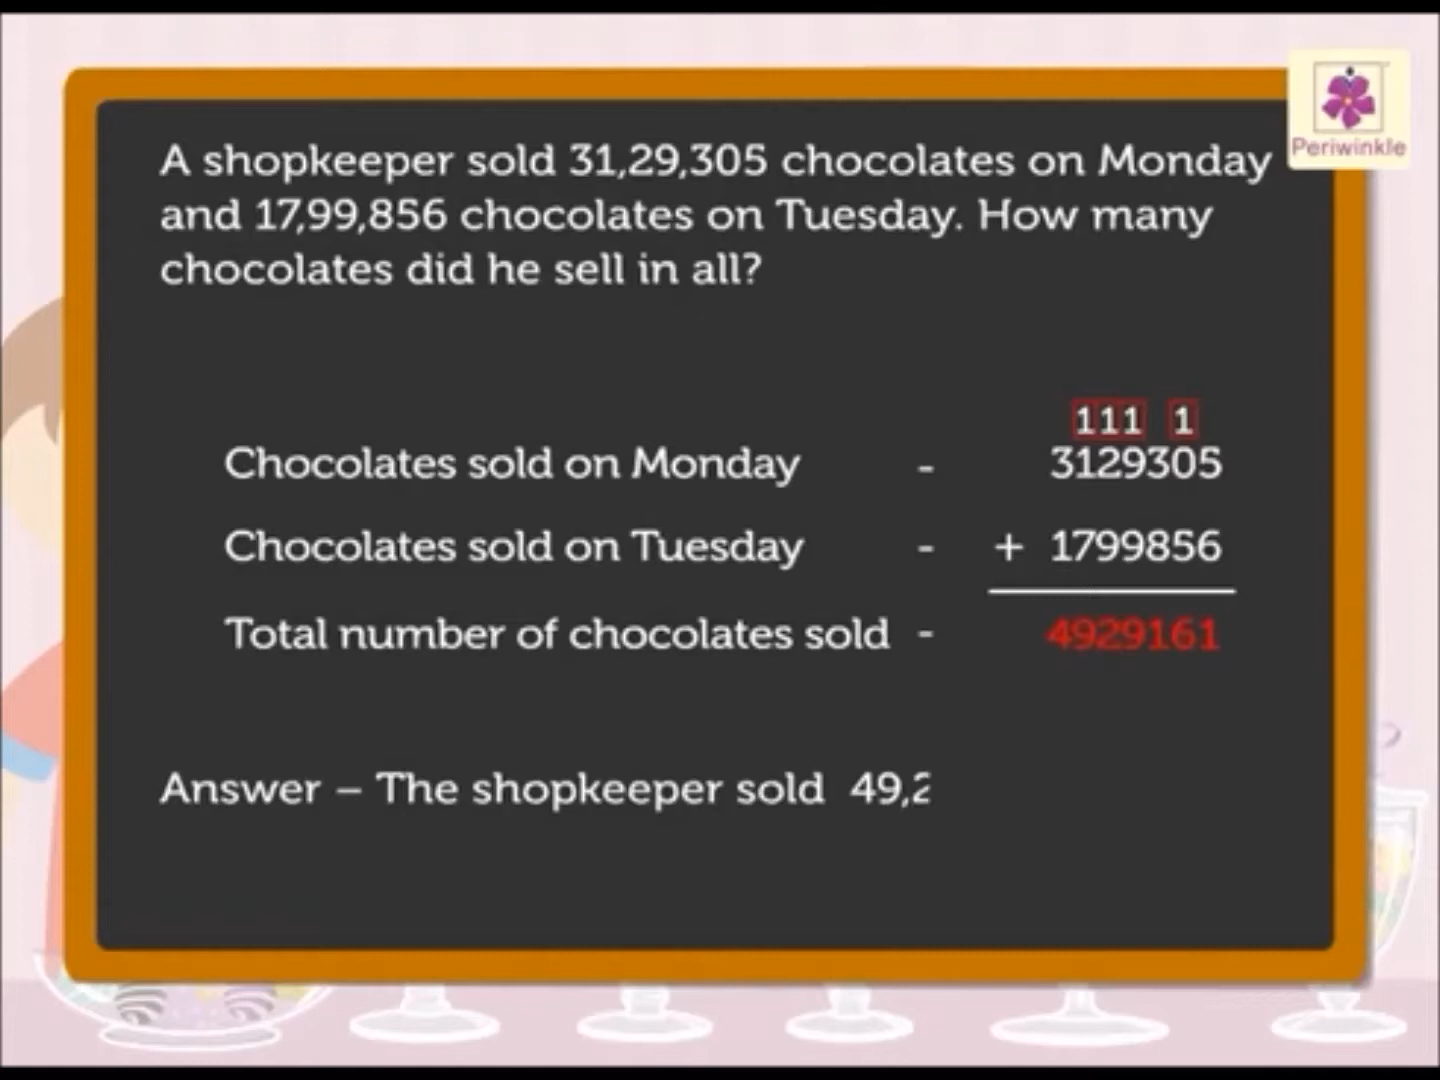 A shopkeeper sold 31,29,305 chocolates on Monday
and 17,99,856 chocolates on Tuesday. How many
chocolates did he sell in all?
Periwinkle
111 1
Chocolates sold on Monday - 3129305
Chocolates sold on Tuesday - + 1799856
Total number of chocolates sold - 4929161
Answer – The shopkeeper sold 49,2